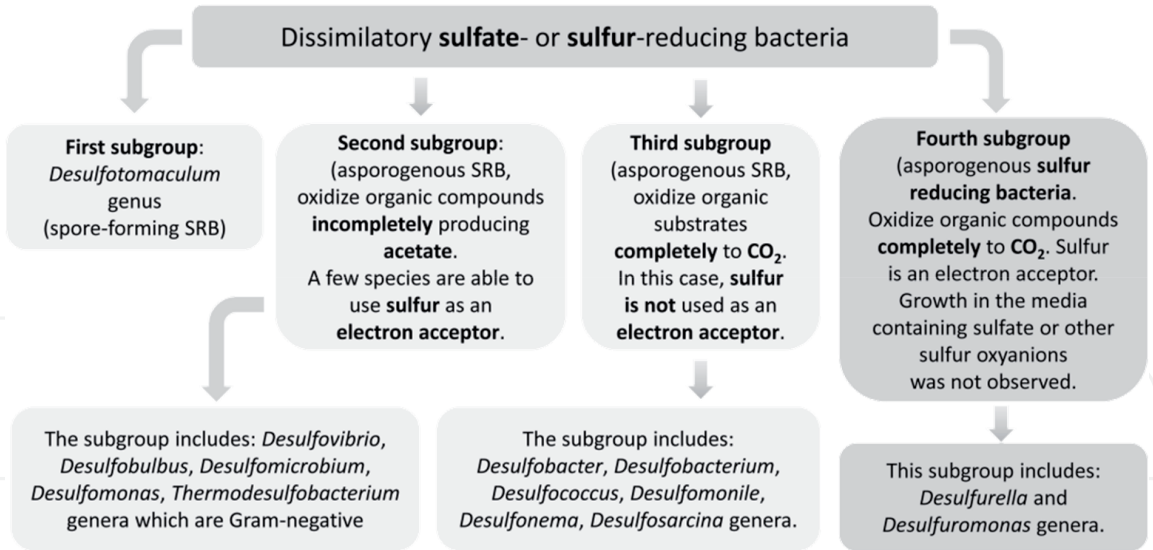 Dissimilatory sulfate- or sulfur-reducing bacteria
First subgroup:
Desulfotomaculum
genus
(spore-forming SRB)
Second subgroup:
(asporogenous SRB,
oxidize organic compounds
incompletely producing
acetate.
A few species are able to
use sulfur as an
electron acceptor.
Third subgroup
(asporogenous SRB,
oxidize organic
substrates
completely to CO₂.
In this case, sulfur
is not used as an
electron acceptor.
Fourth subgroup
(asporogenous sulfur
reducing bacteria.
Oxidize organic compounds
completely to CO₂. Sulfur
is an electron acceptor.
Growth in the media
containing sulfate or other
sulfur oxyanions
was not observed.
The subgroup includes: Desulfovibrio,
Desulfobulbus, Desulfomicrobium,
Desulfomonas, Thermodesulfobacterium
genera which are Gram-negative
The subgroup includes:
Desulfobacter, Desulfobacterium,
Desulfococcus, Desulfomonile,
Desulfonema, Desulfosarcina genera.
This subgroup includes:
Desulfurella and
Desulfuromonas genera.